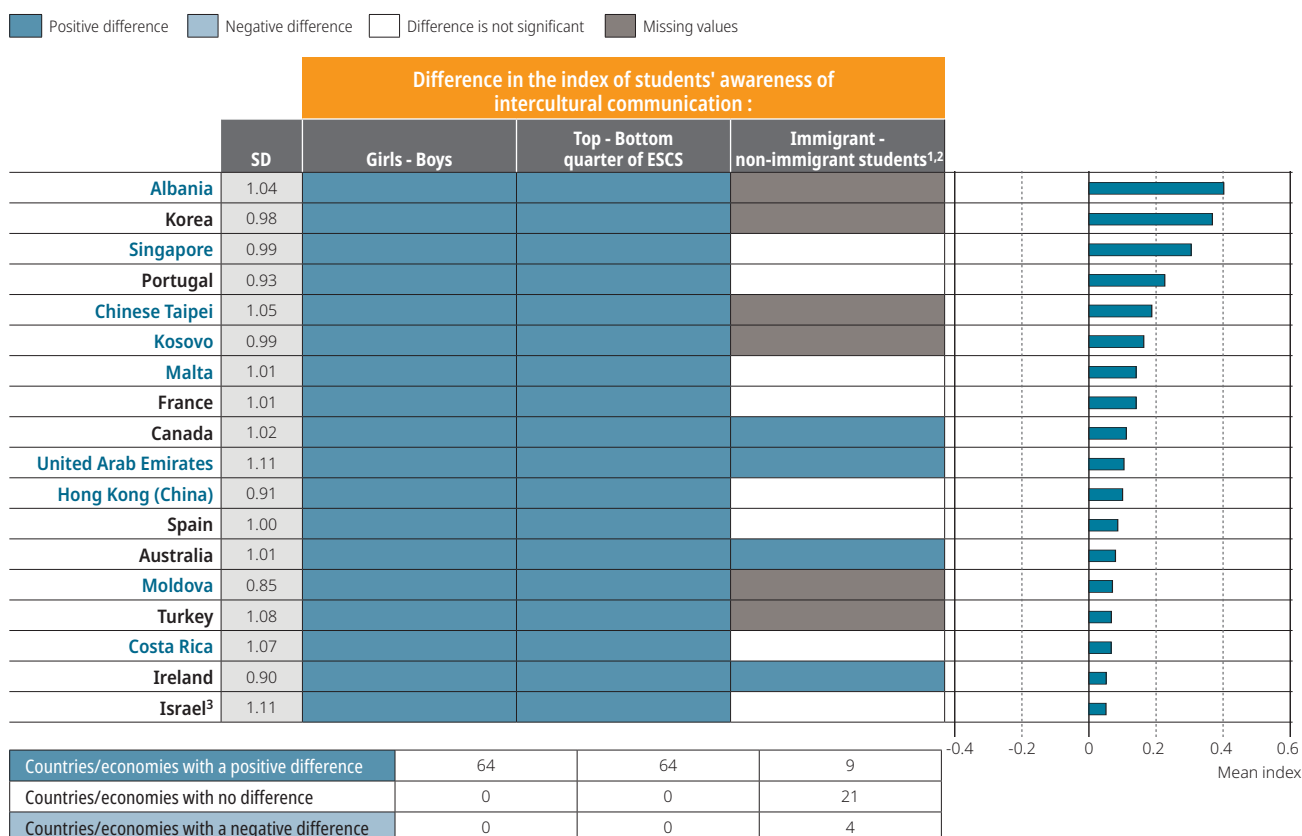 Positive difference Negative difference Difference is not significant Missing values
Difference in the index of students' awareness of
intercultural communication :
SD Girls - Boys Top - Bottom quarter of ESCS Immigrant - non-immigrant students1,2
Albania 1.04
Korea 0.98
Singapore 0.99
Portugal 0.93
Chinese Taipei 1.05
Kosovo 0.99
Malta 1.01
France 1.01
Canada 1.02
United Arab Emirates 1.11
Hong Kong (China) 0.91
Spain 1.00
Australia 1.01
Moldova 0.85
Turkey 1.08
Costa Rica 1.07
Ireland 0.90
Israel3 1.11
-0.4 -0.2 0 0.2 0.4 0.6
Mean index
Countries/economies with a positive difference 64 64 9
Countries/economies with no difference 0 0 21
Countries/economies with a negative difference 0 0 4